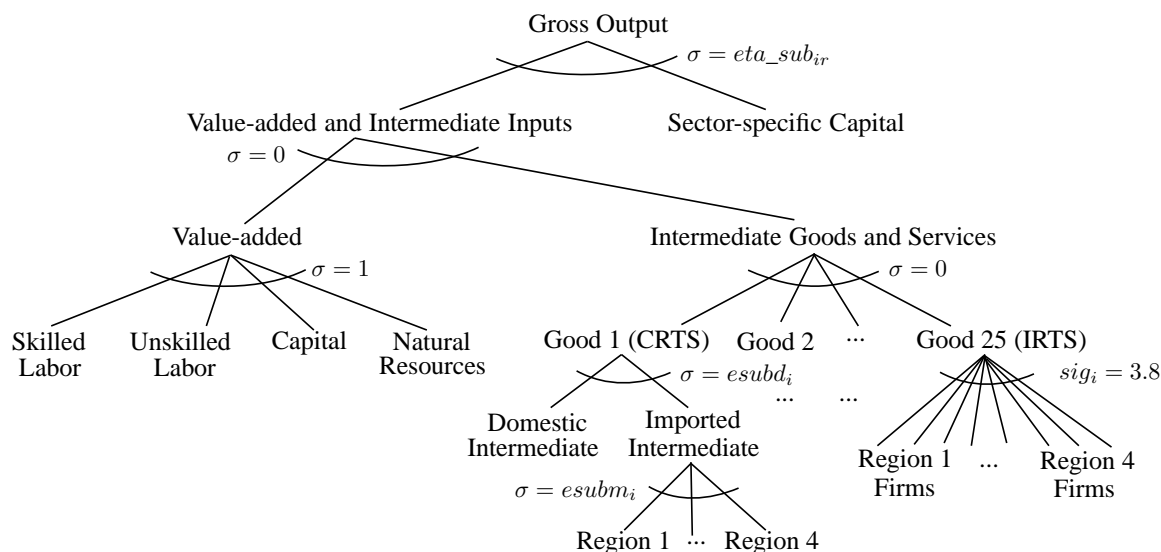 Gross Output
σ = eta_sub_{ir}
Value-added and Intermediate Inputs
Sector-specific Capital
σ = 0
Value-added
Intermediate Goods and Services
σ = 1
σ = 0
Skilled
Labor
Unskilled
Labor
Capital
Natural
Resources
Good 1 (CRTS)
Good 2
...
Good 25 (IRTS)
σ = esubd_i
sig_i = 3.8
...
...
Domestic
Intermediate
Imported
Intermediate
Region 1
Firms
...
Region 4
Firms
σ = esubm_i
Region 1
...
Region 4